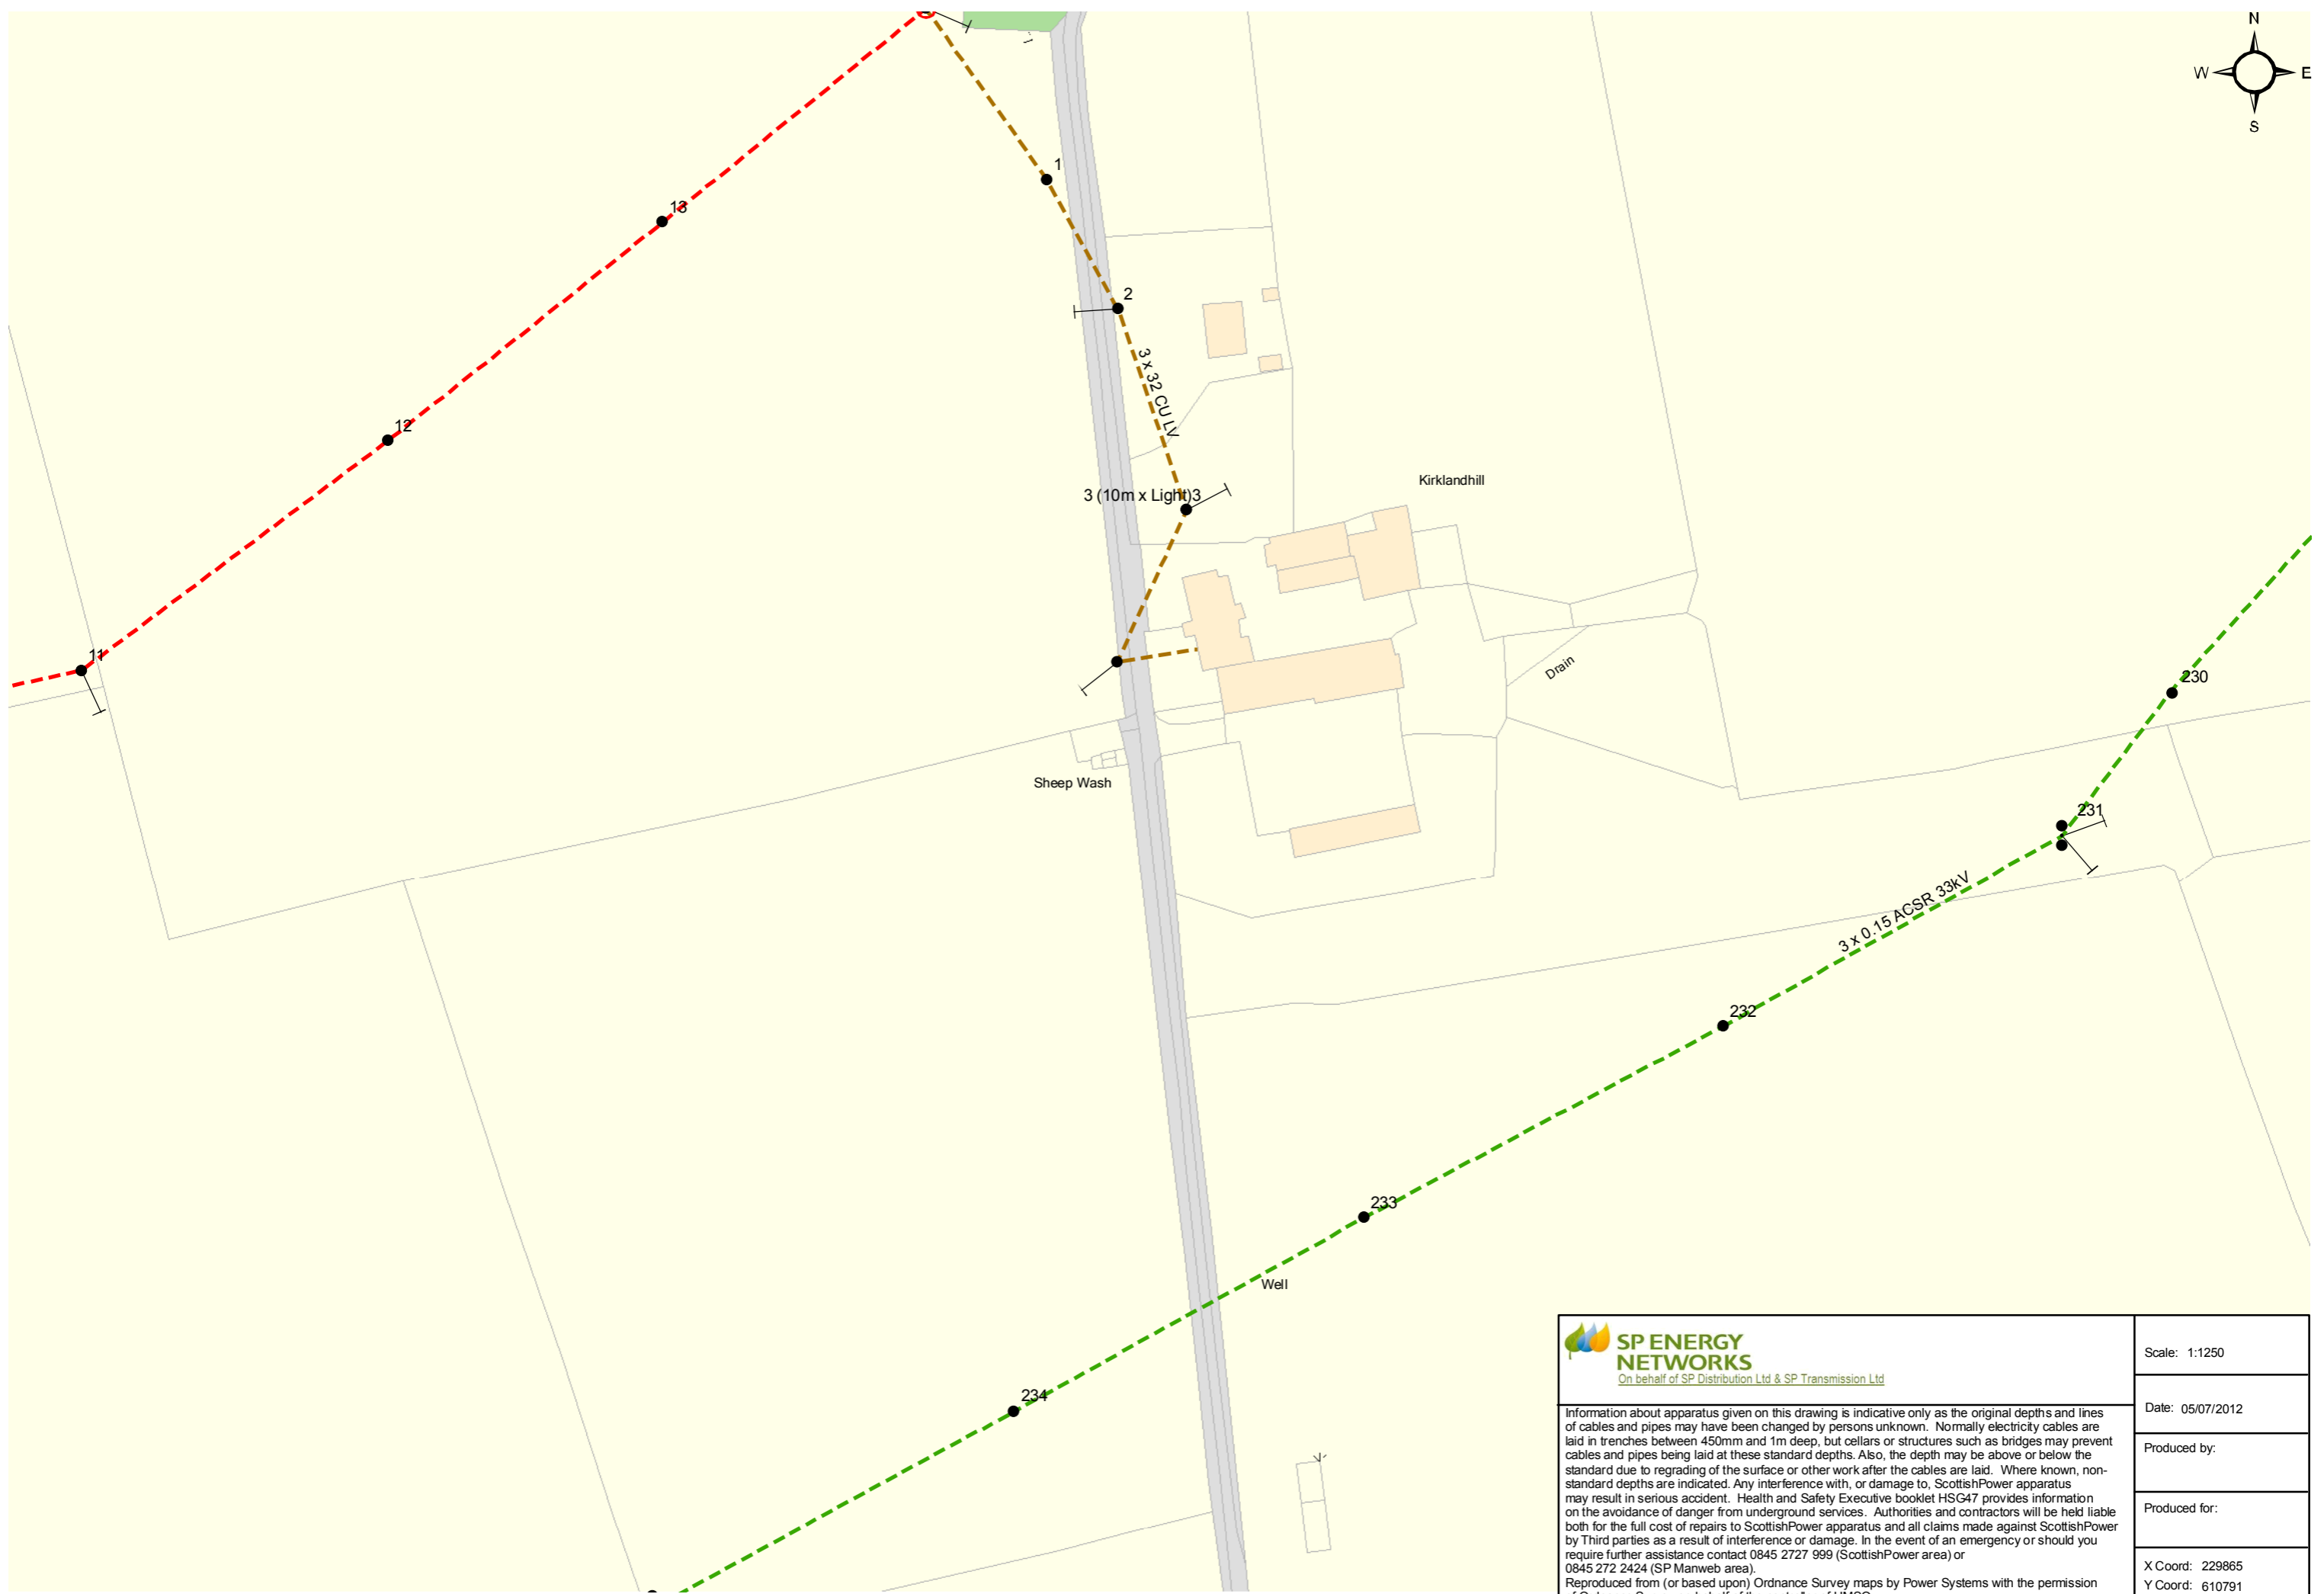 N
W E
S
1
13
2
3 x 32 CU LV
12
3 (10m x Light)3
Kirklandhill
11
Drain
230
Sheep Wash
231
3 x 0.15 ACSR 33kV
232
233
Well
234
SP ENERGY
NETWORKS
On behalf of SP Distribution Ltd & SP Transmission Ltd
Information about apparatus given on this drawing is indicative only as the original depths and lines
of cables and pipes may have been changed by persons unknown. Normally electricity cables are
laid in trenches between 450mm and 1m deep, but cellars or structures such as bridges may prevent
cables and pipes being laid at these standard depths. Also, the depth may be above or below the
standard due to regrading of the surface or other work after the cables are laid. Where known, non-
standard depths are indicated. Any interference with, or damage to, ScottishPower apparatus
may result in serious accident. Health and Safety Executive booklet HSG47 provides information
on the avoidance of danger from underground services. Authorities and contractors will be held liable
both for the full cost of repairs to ScottishPower apparatus and all claims made against ScottishPower
by Third parties as a result of interference or damage. In the event of an emergency or should you
require further assistance contact 0845 2727 999 (ScottishPower area) or
0845 272 2424 (SP Manweb area).
Reproduced from (or based upon) Ordnance Survey maps by Power Systems with the permission
Scale: 1:1250
Date: 05/07/2012
Produced by:
Produced for:
X Coord: 229865
Y Coord: 610791